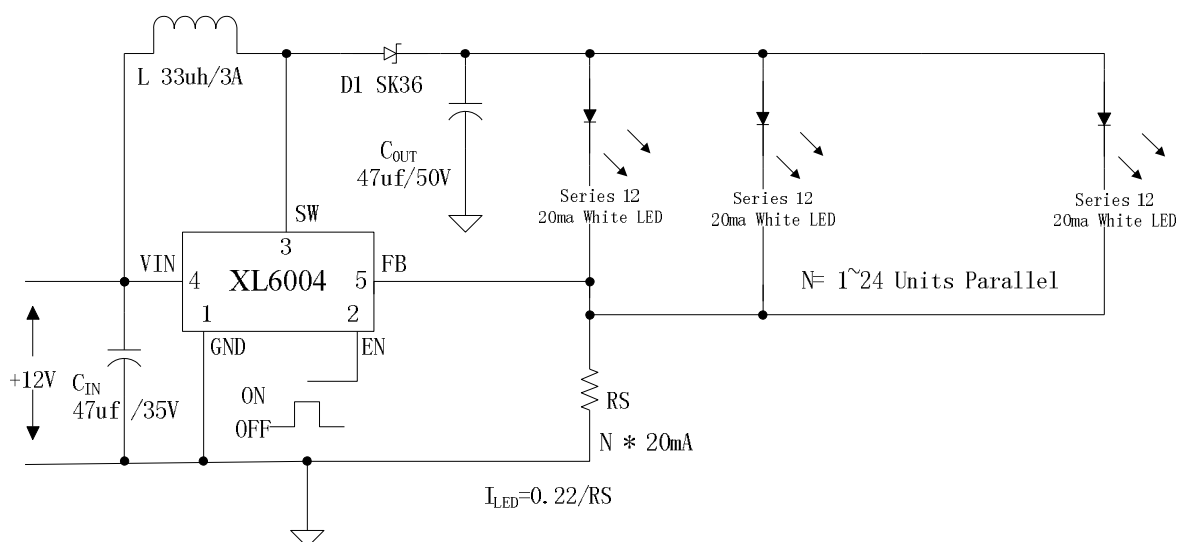 L 33uh/3A
D1 SK36
COUT
47uf/50V
Series 12
20ma White LED
Series 12
20ma White LED
Series 12
20ma White LED
SW
3
VIN
4
XL6004
5
FB
1
2
GND
EN
N= 1~24 Units Parallel
+12V
CIN
47uf /35V
ON
OFF
RS
N * 20mA
ILED=0.22/RS